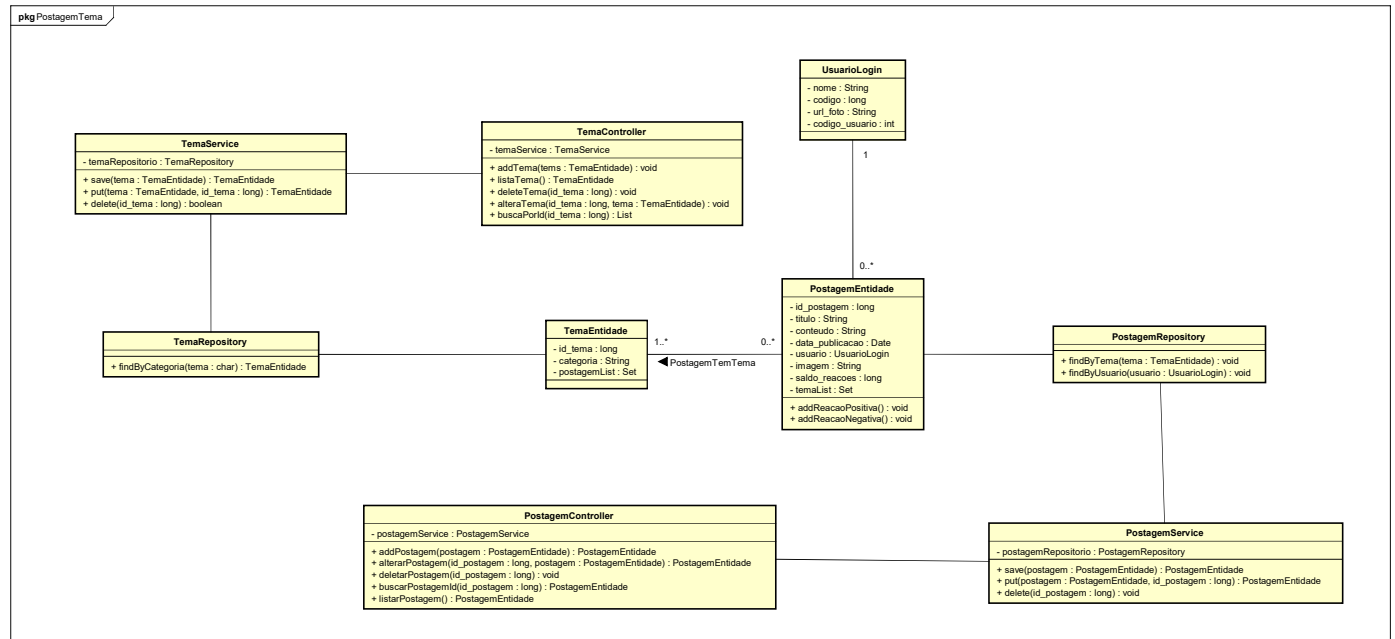 pkg PostagemTema
UsuarioLogin
- nome : String
- codigo : long
- url_foto : String
- codigo_usuario : int
1
0..*
TemaService
- temaRepositorio : TemaRepository
+ save(tema : TemaEntidade) : TemaEntidade
+ put(tema : TemaEntidade, id_tema : long) : TemaEntidade
+ delete(id_tema : long) : boolean
TemaController
- temaService : TemaService
+ addTema(tems : TemaEntidade) : void
+ listaTema() : TemaEntidade
+ deleteTema(id_tema : long) : void
+ alteraTema(id_tema : long, tema : TemaEntidade) : void
+ buscaPorId(id_tema : long) : List
TemaRepository
+ findByCategoria(tema : char) : TemaEntidade
TemaEntidade
- id_tema : long
- categoria : String
- postagemList : Set
1..*
0..*
PostagemTemTema
PostagemEntidade
- id_postagem : long
- titulo : String
- conteudo : String
- data_publicacao : Date
- usuario : UsuarioLogin
- imagem : String
- saldo_reacoes : long
- temaList : Set
+ addReacaoPositiva() : void
+ addReacaoNegativa() : void
PostagemRepository
+ findByTema(tema : TemaEntidade) : void
+ findByUsuario(usuario : UsuarioLogin) : void
PostagemController
- postagemService : PostagemService
+ addPostagem(postagem : PostagemEntidade) : PostagemEntidade
+ alterarPostagem(id_postagem : long, postagem : PostagemEntidade) : PostagemEntidade
+ deletarPostagem(id_postagem : long) : void
+ buscarPostagemId(id_postagem : long) : PostagemEntidade
+ listarPostagem() : PostagemEntidade
PostagemService
- postagemRepositorio : PostagemRepository
+ save(postagem : PostagemEntidade) : PostagemEntidade
+ put(postagem : PostagemEntidade, id_postagem : long) : PostagemEntidade
+ delete(id_postagem : long) : void